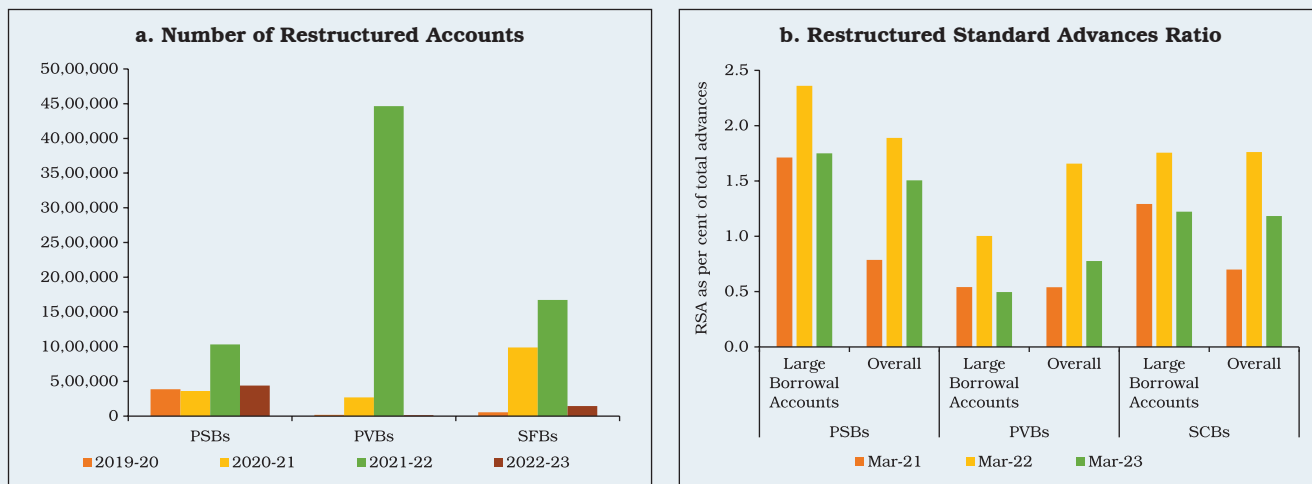 a. Number of Restructured Accounts
50,00,000
45,00,000
40,00,000
35,00,000
30,00,000
25,00,000
20,00,000
15,00,000
10,00,000
5,00,000
0
PSBs PVBs SFBs
2019-20 2020-21 2021-22 2022-23
b. Restructured Standard Advances Ratio
RSA as per cent of total advances
2.5
2.0
1.5
1.0
0.5
0.0
Large Overall Large Overall Large Overall
Borrowal Borrowal Borrowal
Accounts Accounts Accounts
PSBs PVBs SCBs
Mar-21 Mar-22 Mar-23